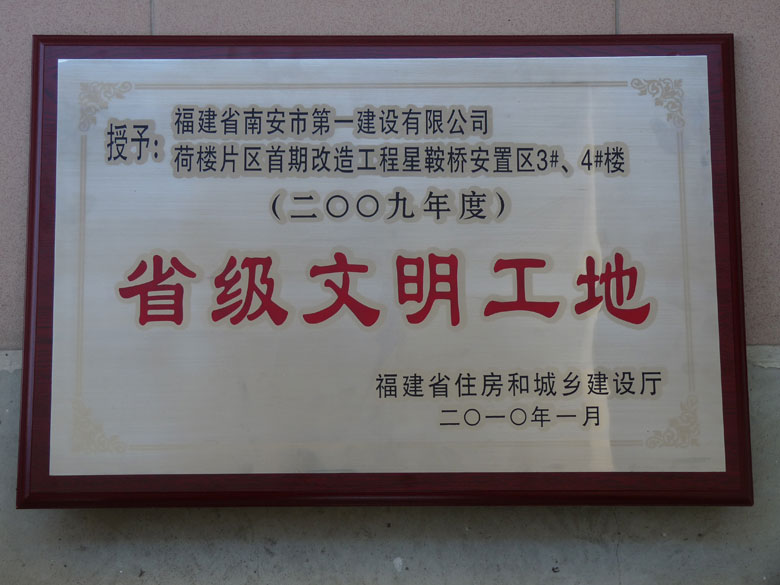 授予:
福建省南安市第一建设有限公司
荷楼片区首期改造工程星鞍桥安置区3#、4#楼
(二〇〇九年度)
省级文明工地
福建省住房和城乡建设厅
二〇一〇年一月